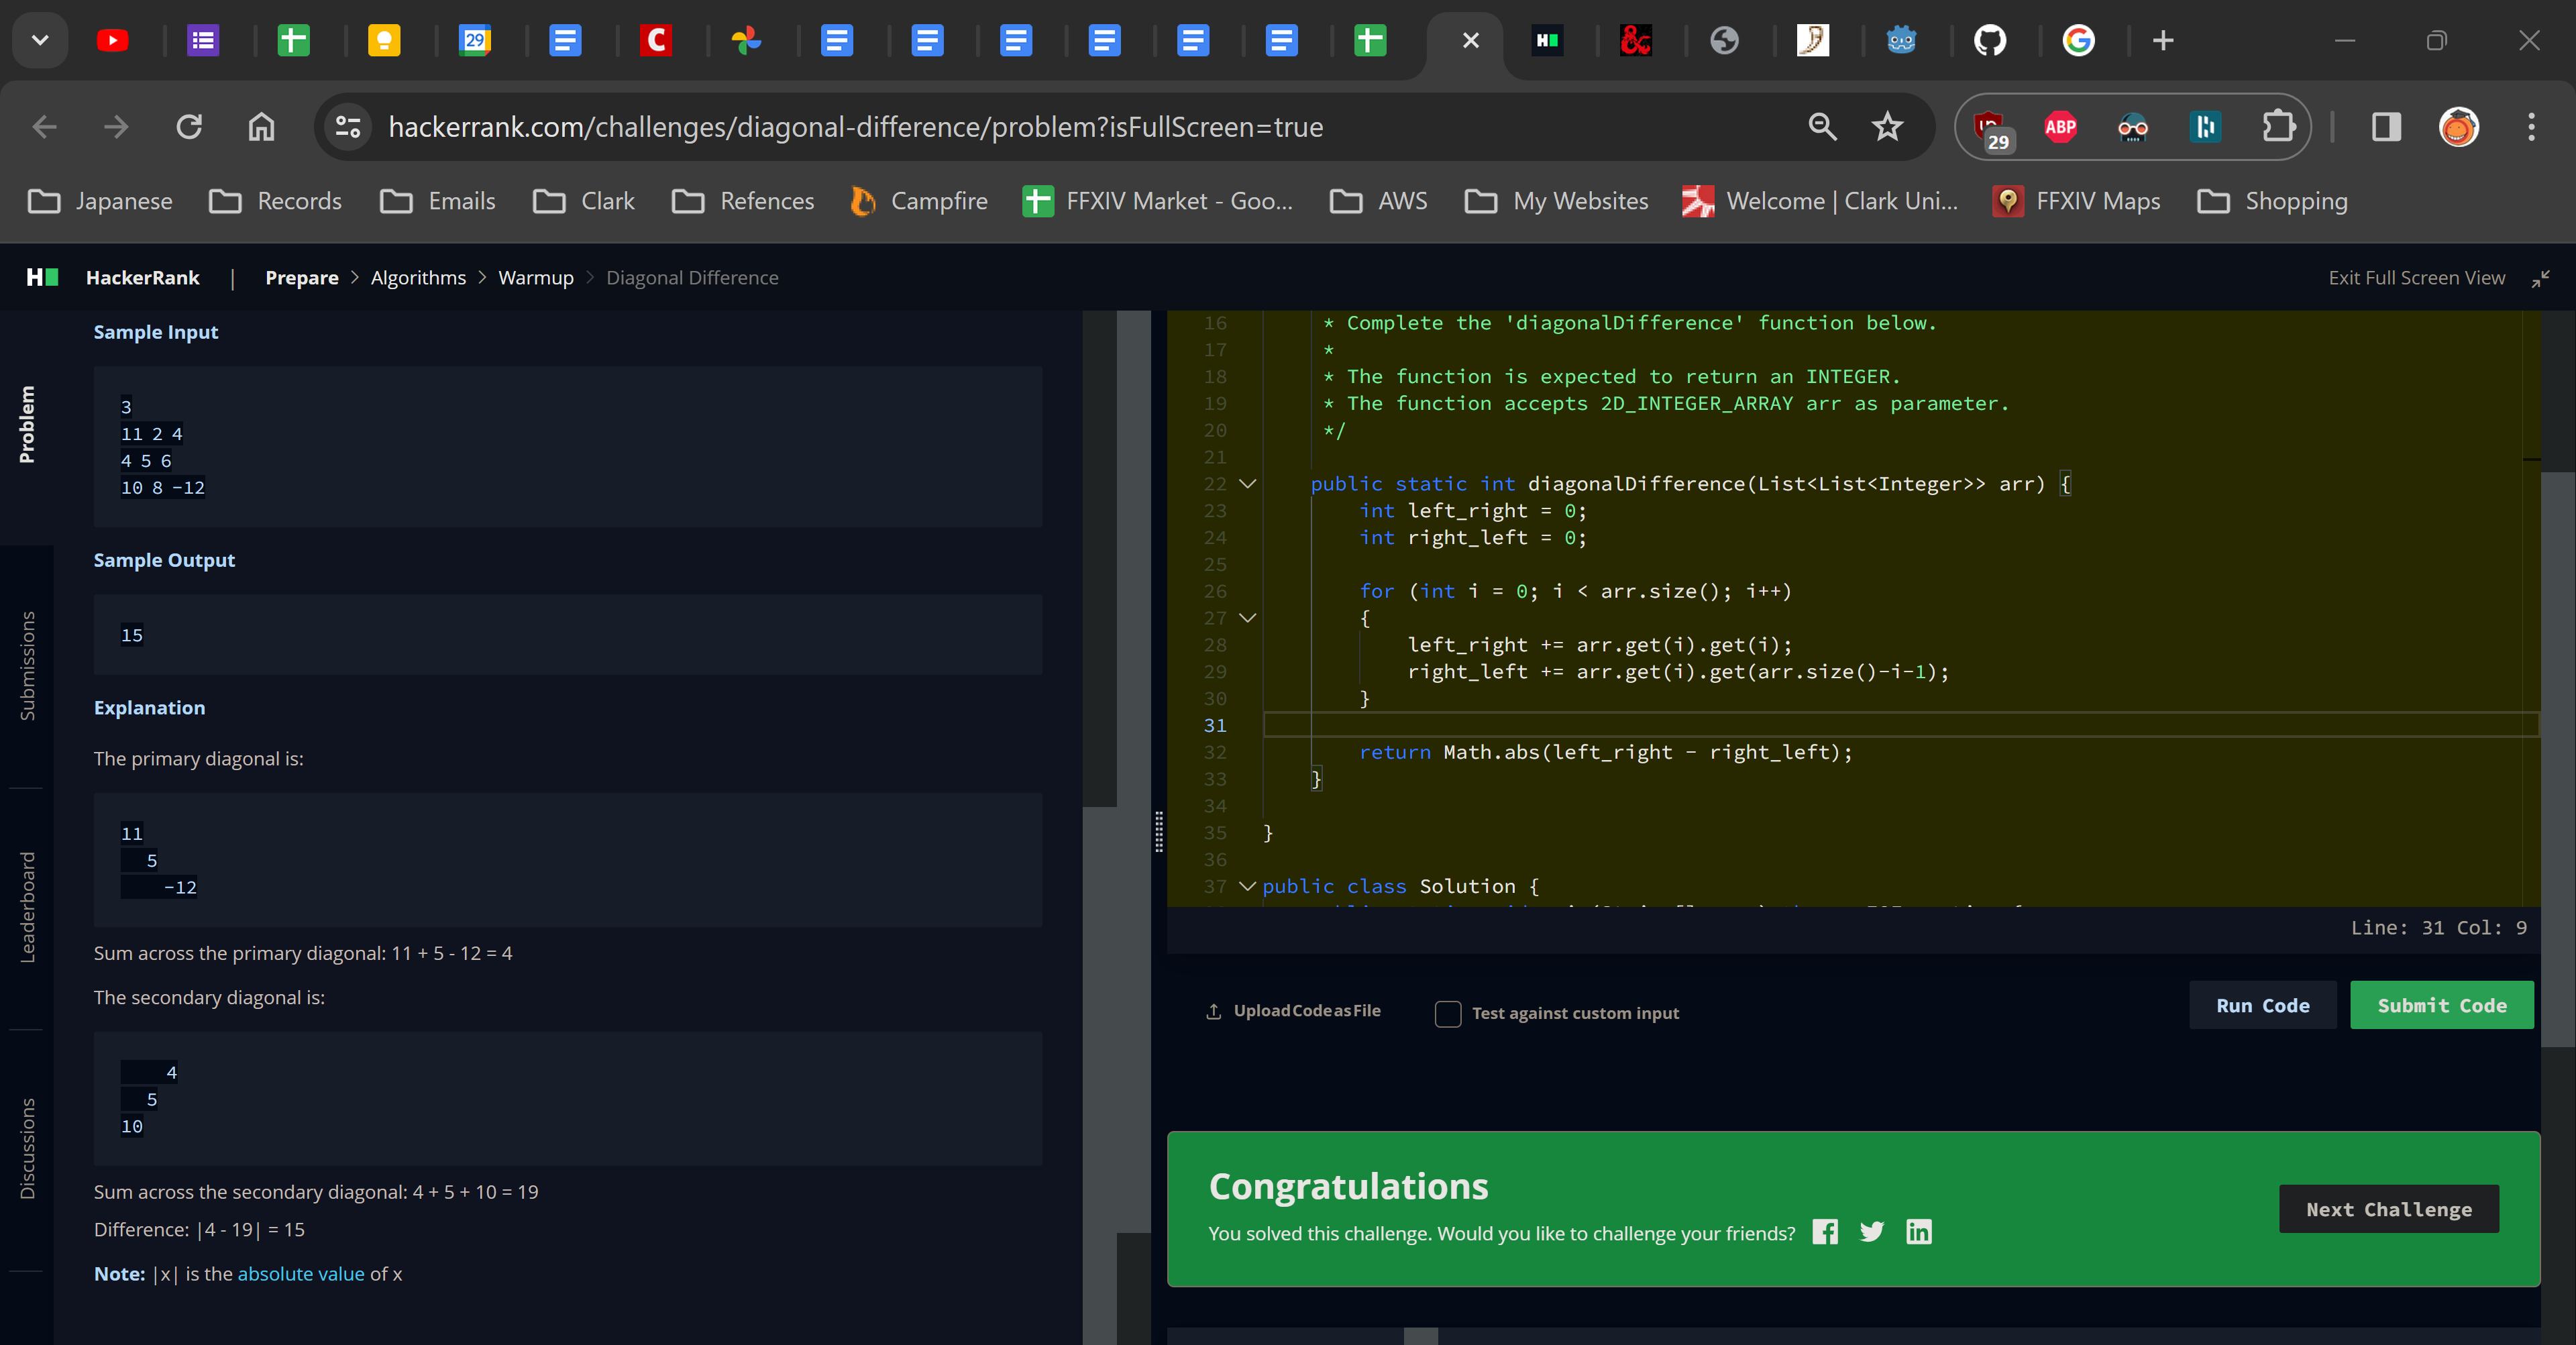 29
C
&
hackerrank.com/challenges/diagonal-difference/problem?isFullScreen=true
29
ABP
Japanese
Records
Emails
Clark
Refences
Campfire
FFXIV Market - Goo...
AWS
My Websites
Welcome | Clark Uni...
FFXIV Maps
Shopping
H
HackerRank | Prepare > Algorithms > Warmup > Diagonal Difference
Exit Full Screen View
Problem
Submissions
Leaderboard
Discussions
Sample Input
3
11 2 4
4 5 6
10 8 -12
Sample Output
15
Explanation
The primary diagonal is:
11
5
-12
Sum across the primary diagonal: 11 + 5 - 12 = 4
The secondary diagonal is:
4
5
10
Sum across the secondary diagonal: 4 + 5 + 10 = 19
Difference: |4 - 19| = 15
Note: |x| is the absolute value of x
16 * Complete the 'diagonalDifference' function below.
17 *
18 * The function is expected to return an INTEGER.
19 * The function accepts 2D_INTEGER_ARRAY arr as parameter.
20 */
21
22 public static int diagonalDifference(List<List<Integer>> arr) {
23 int left_right = 0;
24 int right_left = 0;
25
26 for (int i = 0; i < arr.size(); i++)
27 {
28 left_right += arr.get(i).get(i);
29 right_left += arr.get(i).get(arr.size()-i-1);
30 }
31
32 return Math.abs(left_right - right_left);
33 }
34
35 }
36
37 public class Solution {
Line: 31 Col: 9
Upload Code as File
Test against custom input
Run Code
Submit Code
Congratulations
You solved this challenge. Would you like to challenge your friends?
Next Challenge